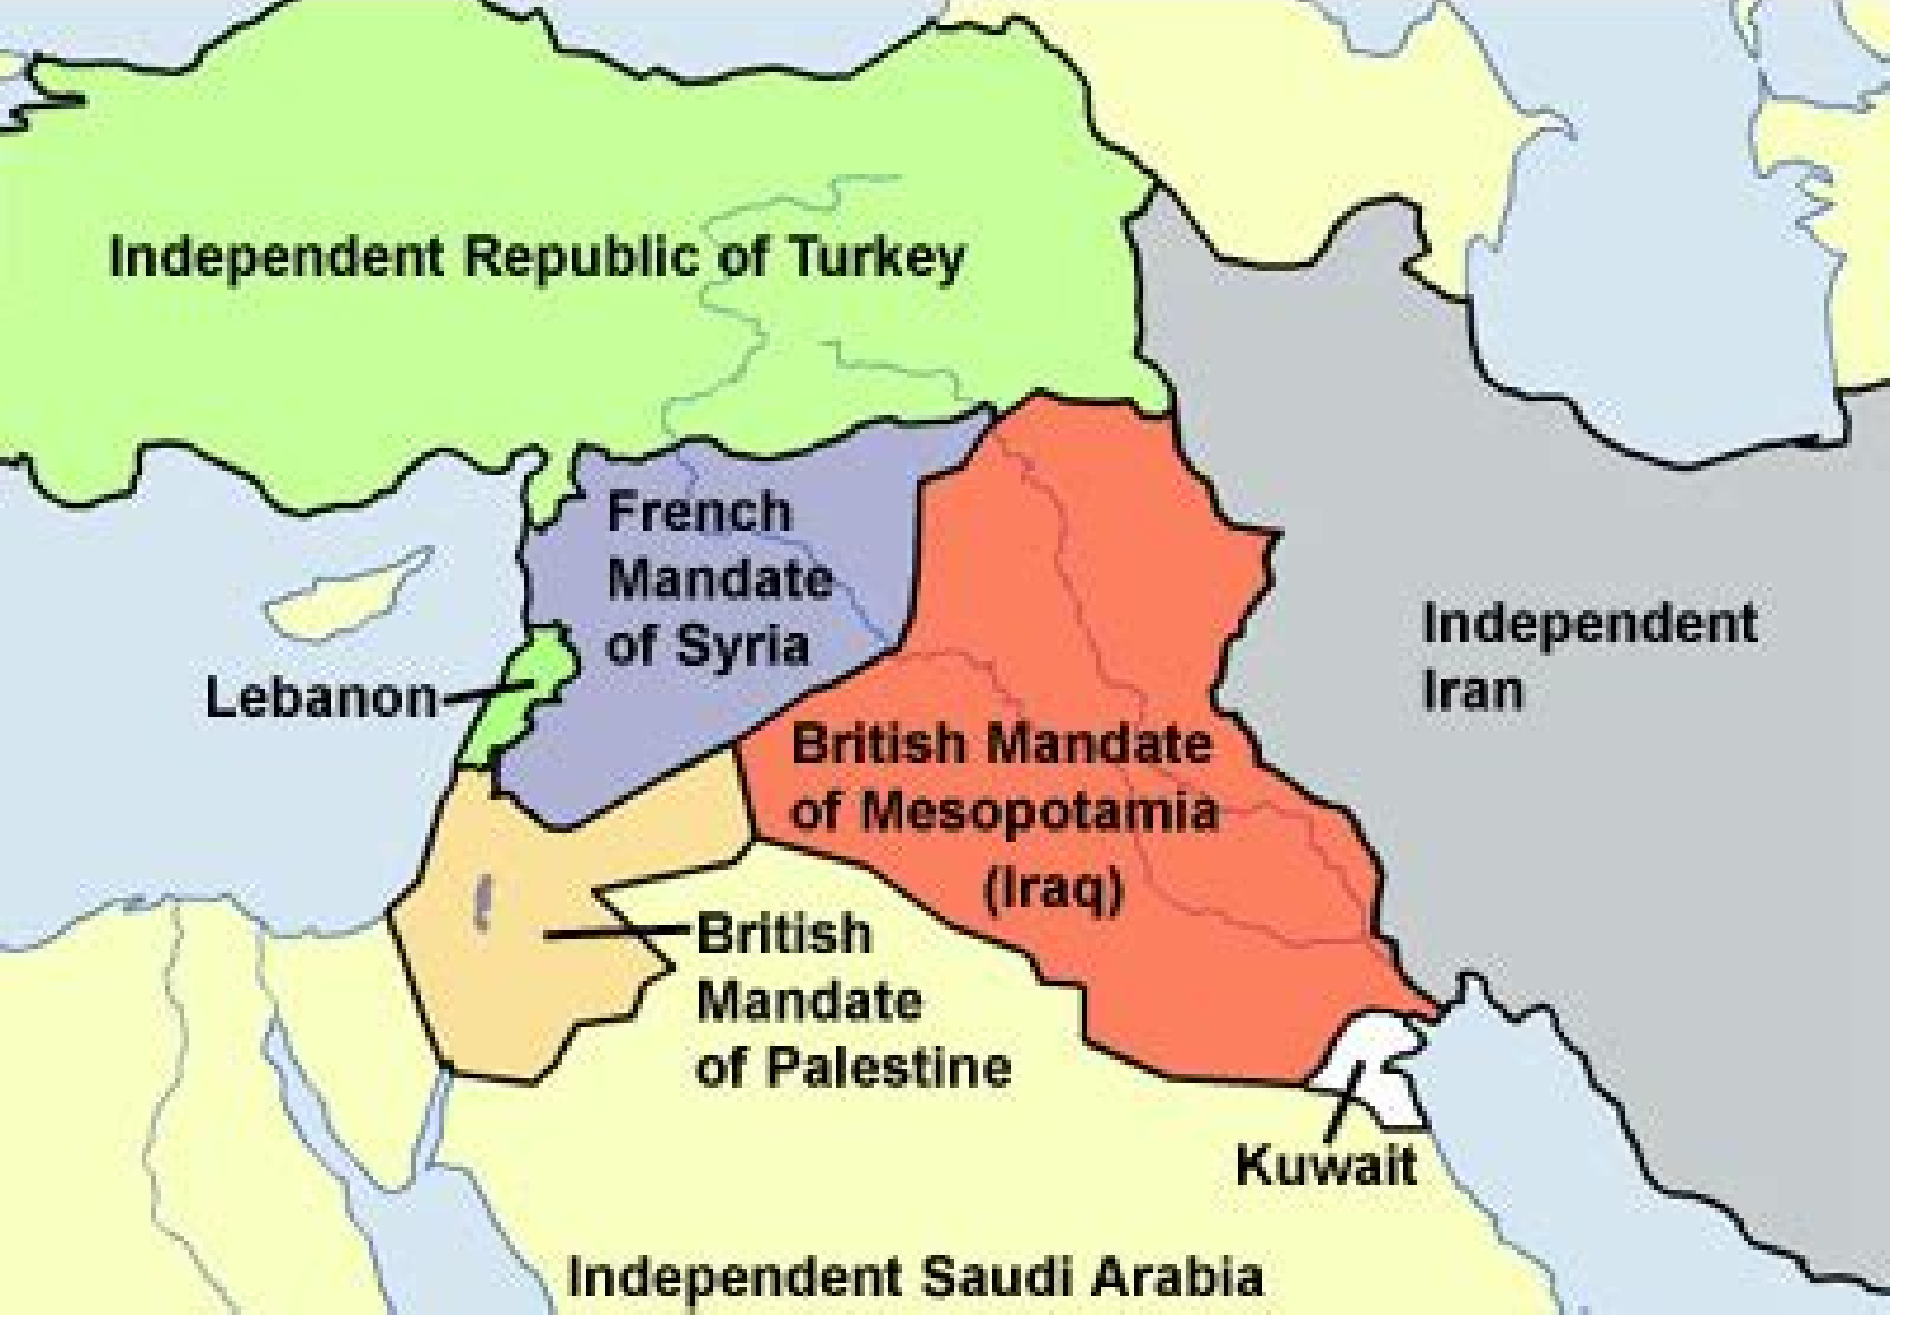 Independent Republic of Turkey
French
Mandate
of Syria
Independent
Iran
Lebanon
British Mandate
of Mesopotamia
(Iraq)
British
Mandate
of Palestine
Kuwait
Independent Saudi Arabia